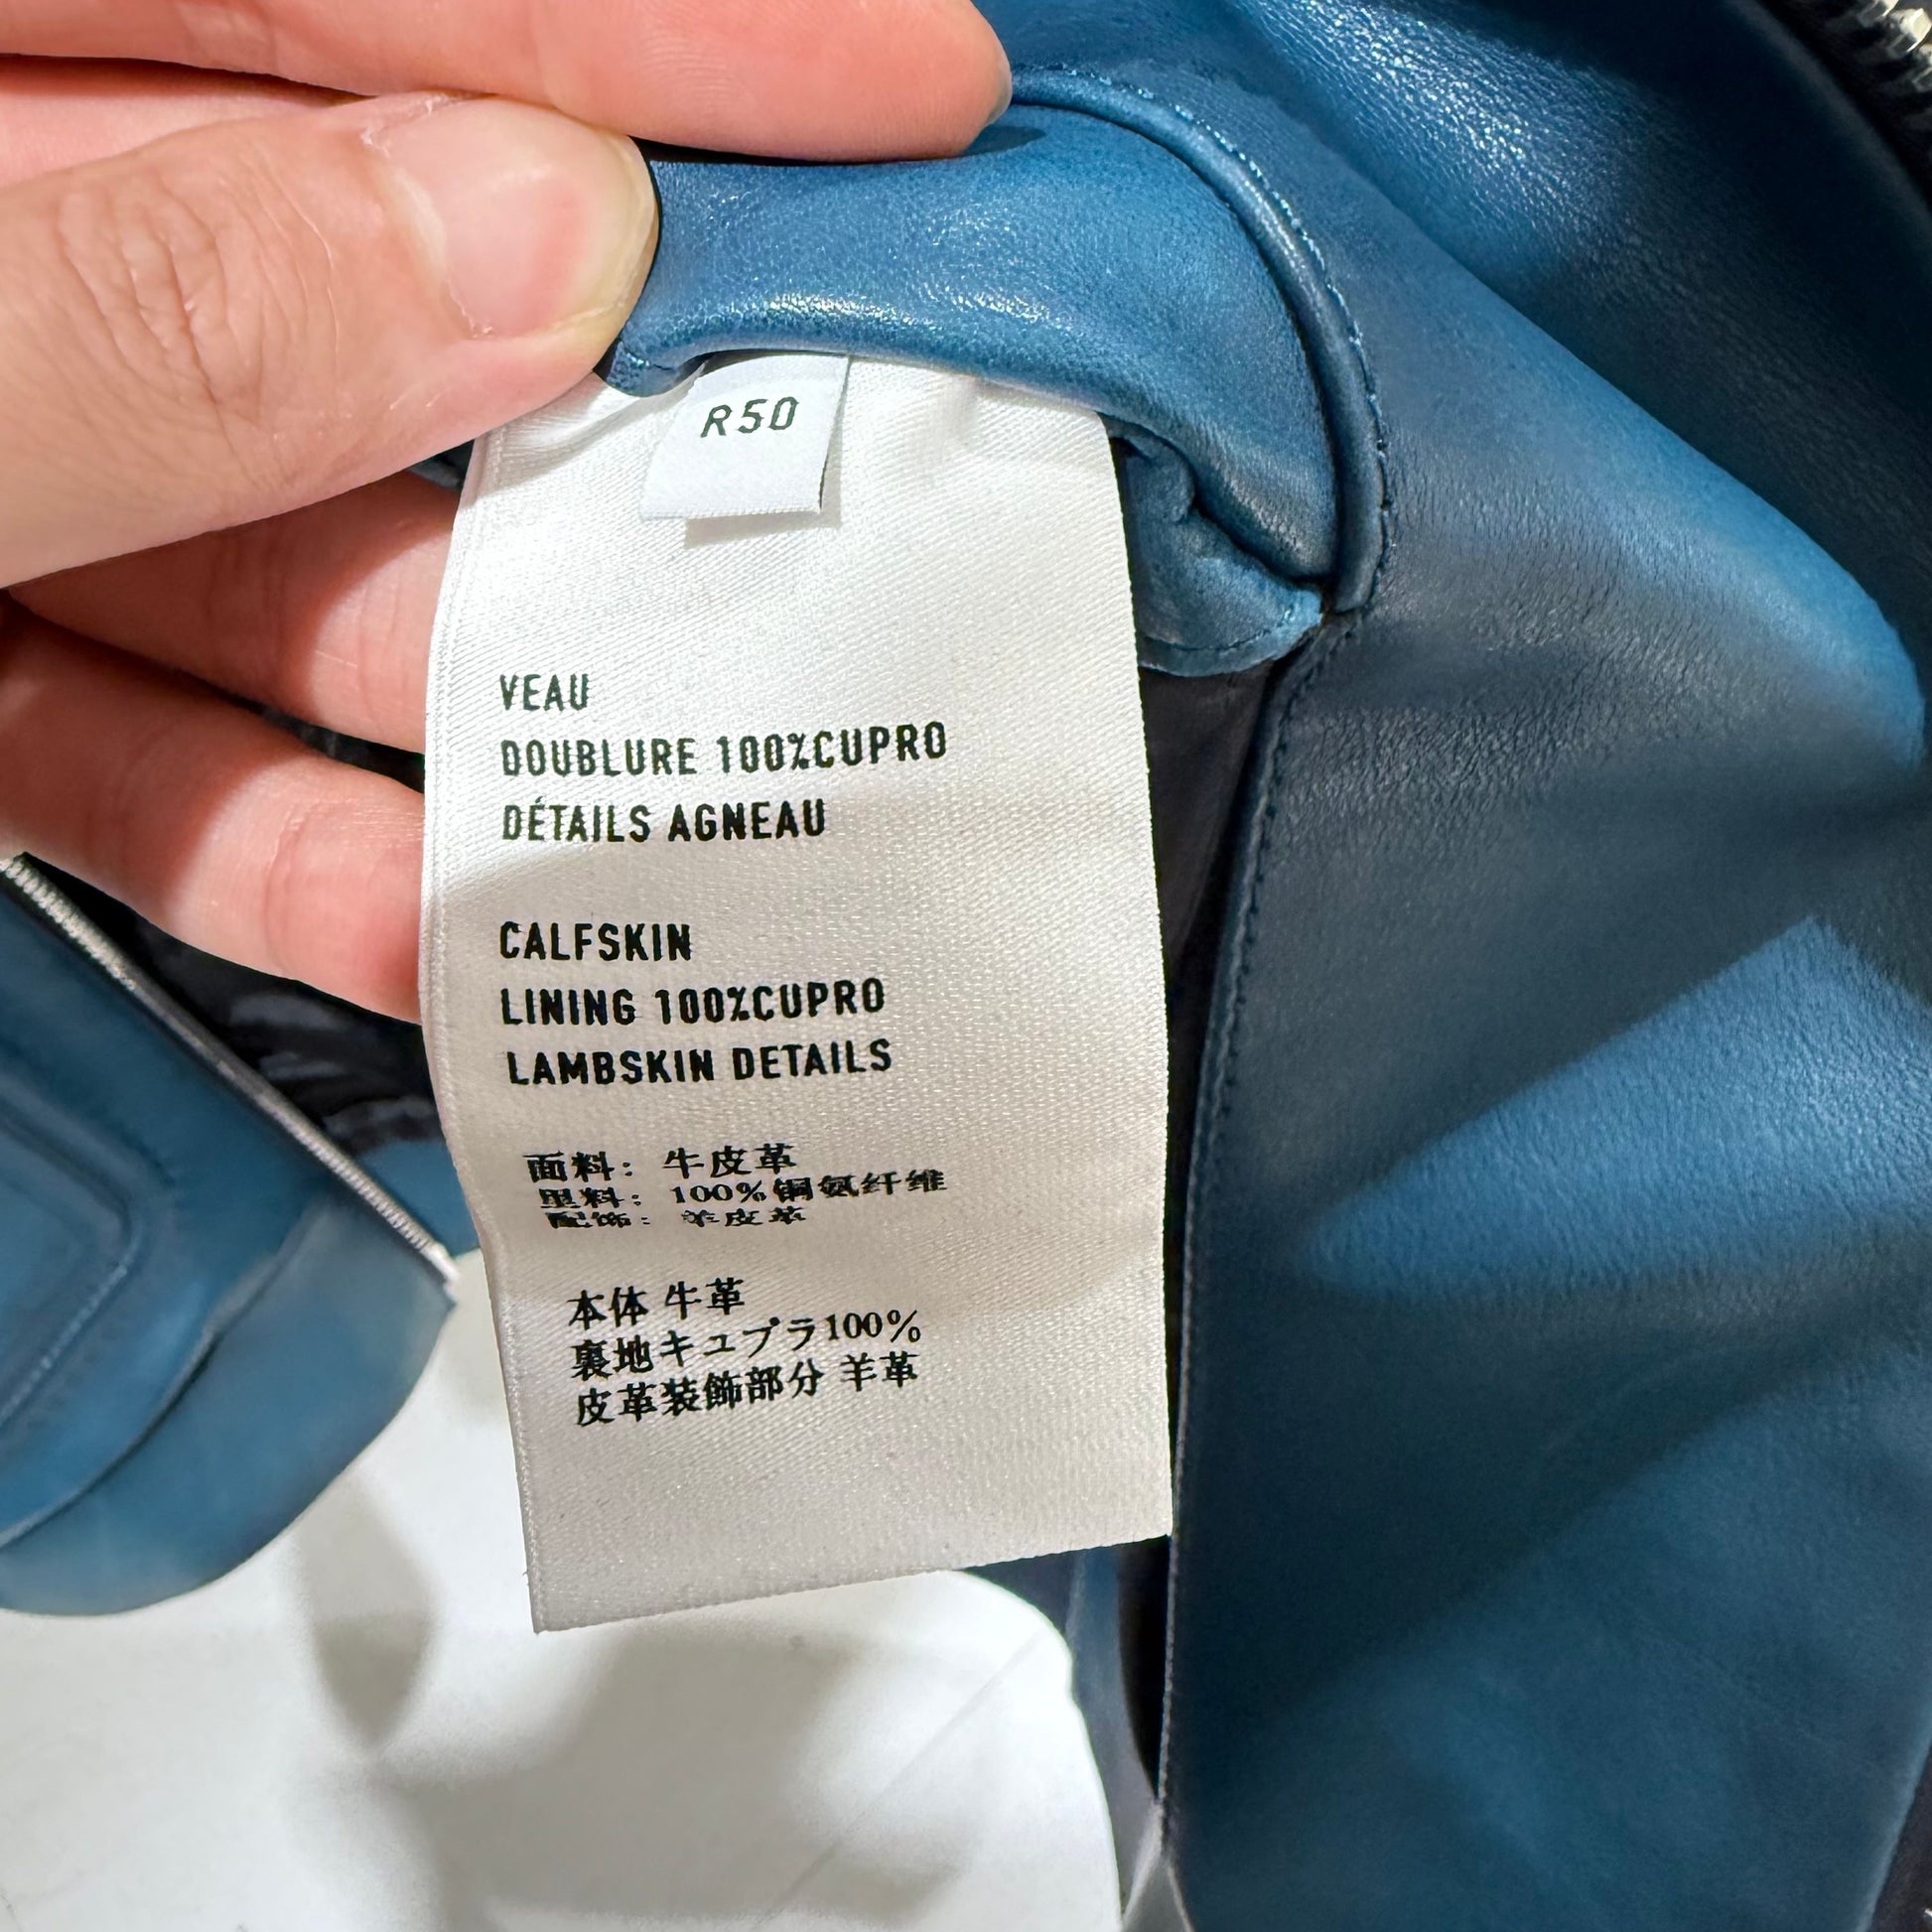 R50
VEAU
DOUBLURE 100%CUPRO
DÉTAILS AGNEAU
CALFSKIN
LINING 100%CUPRO
LAMBSKIN DETAILS
面料: 牛皮革
里料: 100%铜氨纤维
配饰: 羊皮革
本体 牛革
裏地キュプラ100%
皮革装飾部分 羊革